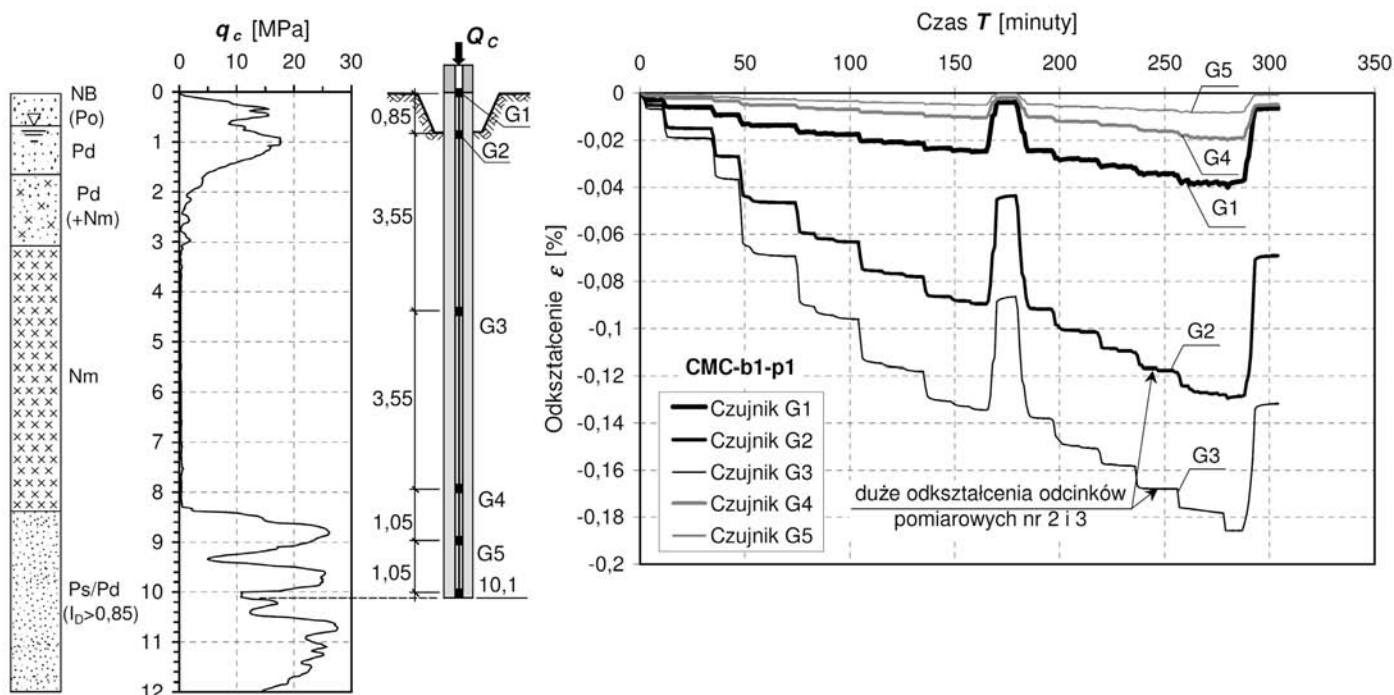 q c [MPa]
0 10 20 30
0
1
2
3
4
5
6
7
8
9
10
11
12
NB
(Po)
Pd
Pd
(+Nm)
Nm
Ps/Pd
(I_D>0,85)
Q c
0,85
3,55
3,55
1,05
1,05
10,1
G1
G2
G3
G4
G5
Czas T [minuty]
0 50 100 150 200 250 300 350
Odkształcenie ε [%]
0
-0,02
-0,04
-0,06
-0,08
-0,1
-0,12
-0,14
-0,16
-0,18
-0,2
G5
G4
G1
G2
G3
CMC-b1-p1
Czujnik G1
Czujnik G2
Czujnik G3
Czujnik G4
Czujnik G5
duże odkształcenia odcinków
pomiarowych nr 2 i 3